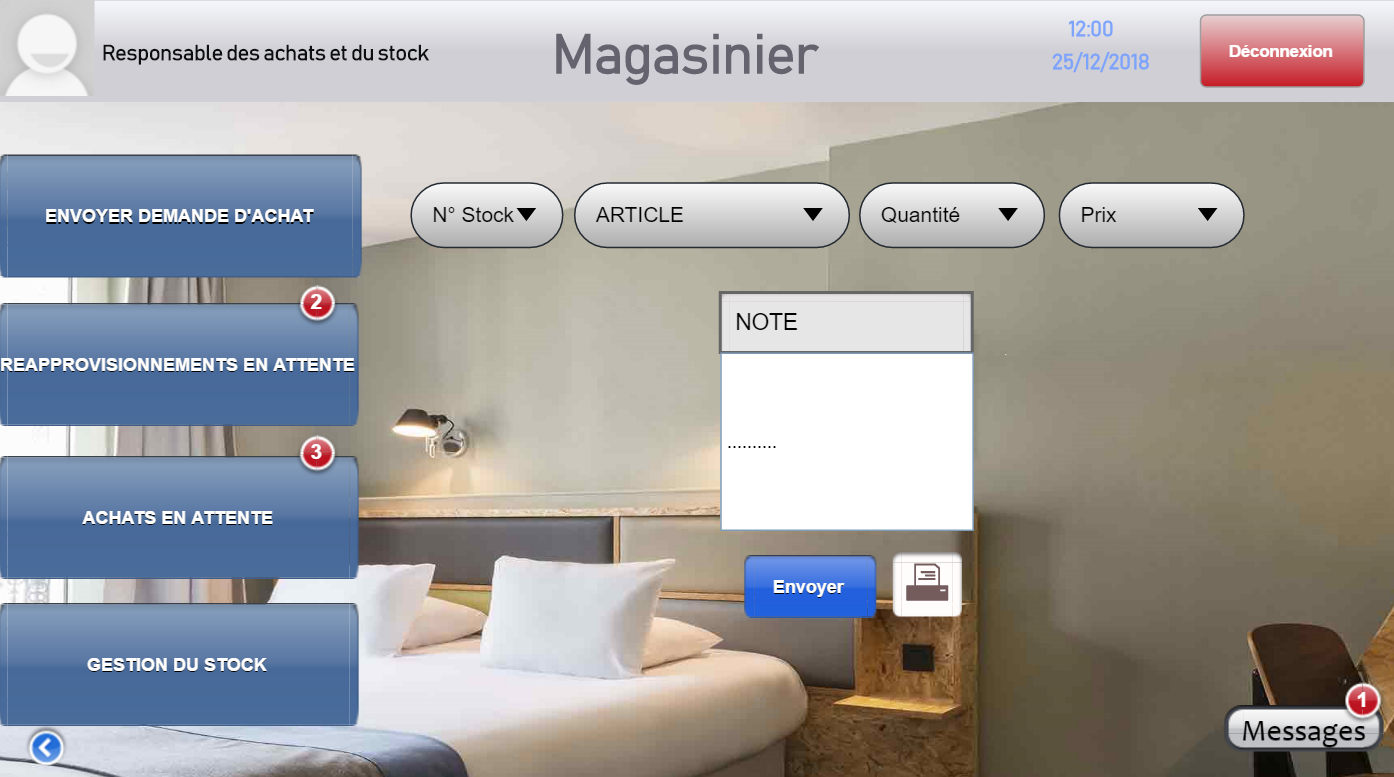 Responsable des achats et du stock
Magasinier
12:00
25/12/2018
Déconnexion
ENVOYER DEMANDE D'ACHAT
N° Stock
ARTICLE
Quantité
Prix
2
REAPPROVISIONNEMENTS EN ATTENTE
NOTE
..........
3
ACHATS EN ATTENTE
Envoyer
GESTION DU STOCK
1
Messages